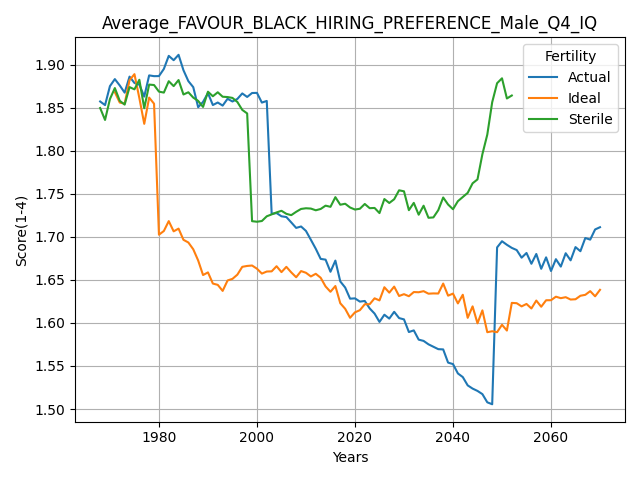 Average_FAVOUR_BLACK_HIRING_PREFERENCE_Male_Q4_IQ
Fertility
Actual
Ideal
Sterile
Score(1-4)
1.90
1.85
1.80
1.75
1.70
1.65
1.60
1.55
1.50
1980 2000 2020 2040 2060
Years